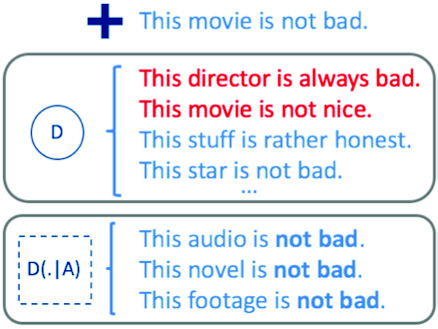 This movie is not bad.
This director is always bad.
This movie is not nice.
D
This stuff is rather honest.
This star is not bad.
...
This audio is not bad.
D(.|A)
This novel is not bad.
This footage is not bad.